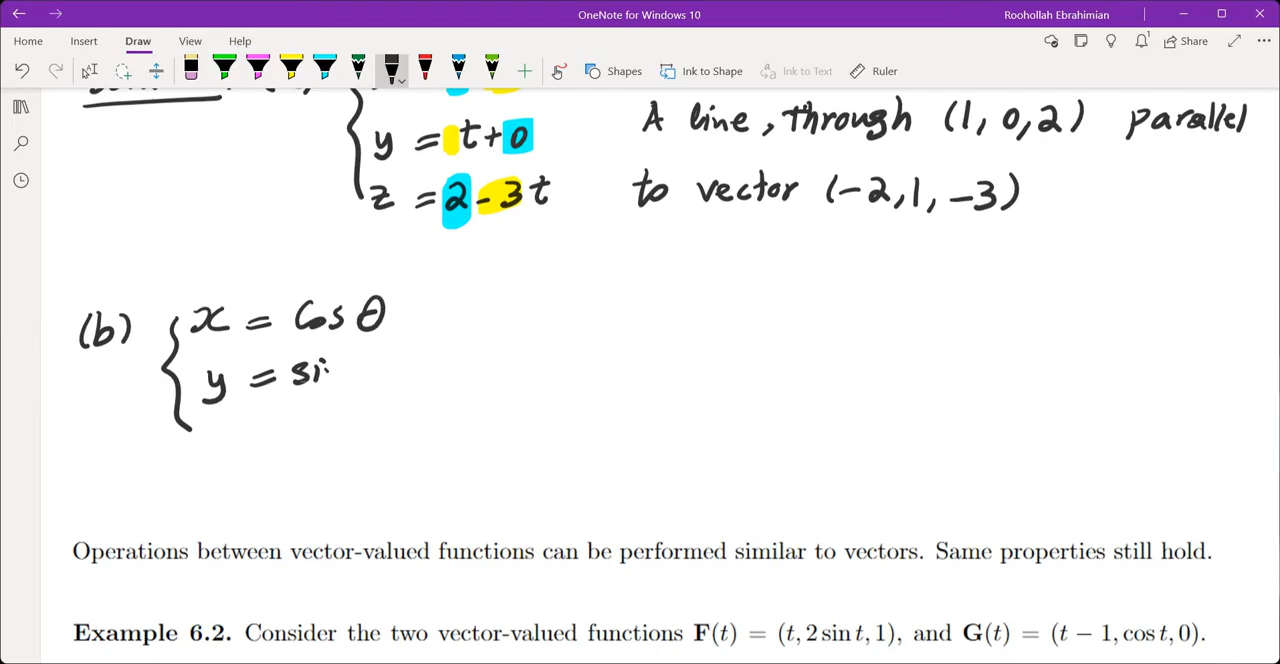 OneNote for Windows 10
Roohollah Ebrahimian
Home Insert Draw View Help
Share
Shapes Ink to Shape Ink to Text Ruler
y = t + 0
A line, through (1, 0, 2) parallel
z = 2 - 3t
to vector (-2, 1, -3)
(b) { x = Cos θ
y = si
Operations between vector-valued functions can be performed similar to vectors. Same properties still hold.
Example 6.2. Consider the two vector-valued functions F(t) = (t, 2 sin t, 1), and G(t) = (t − 1, cos t, 0).